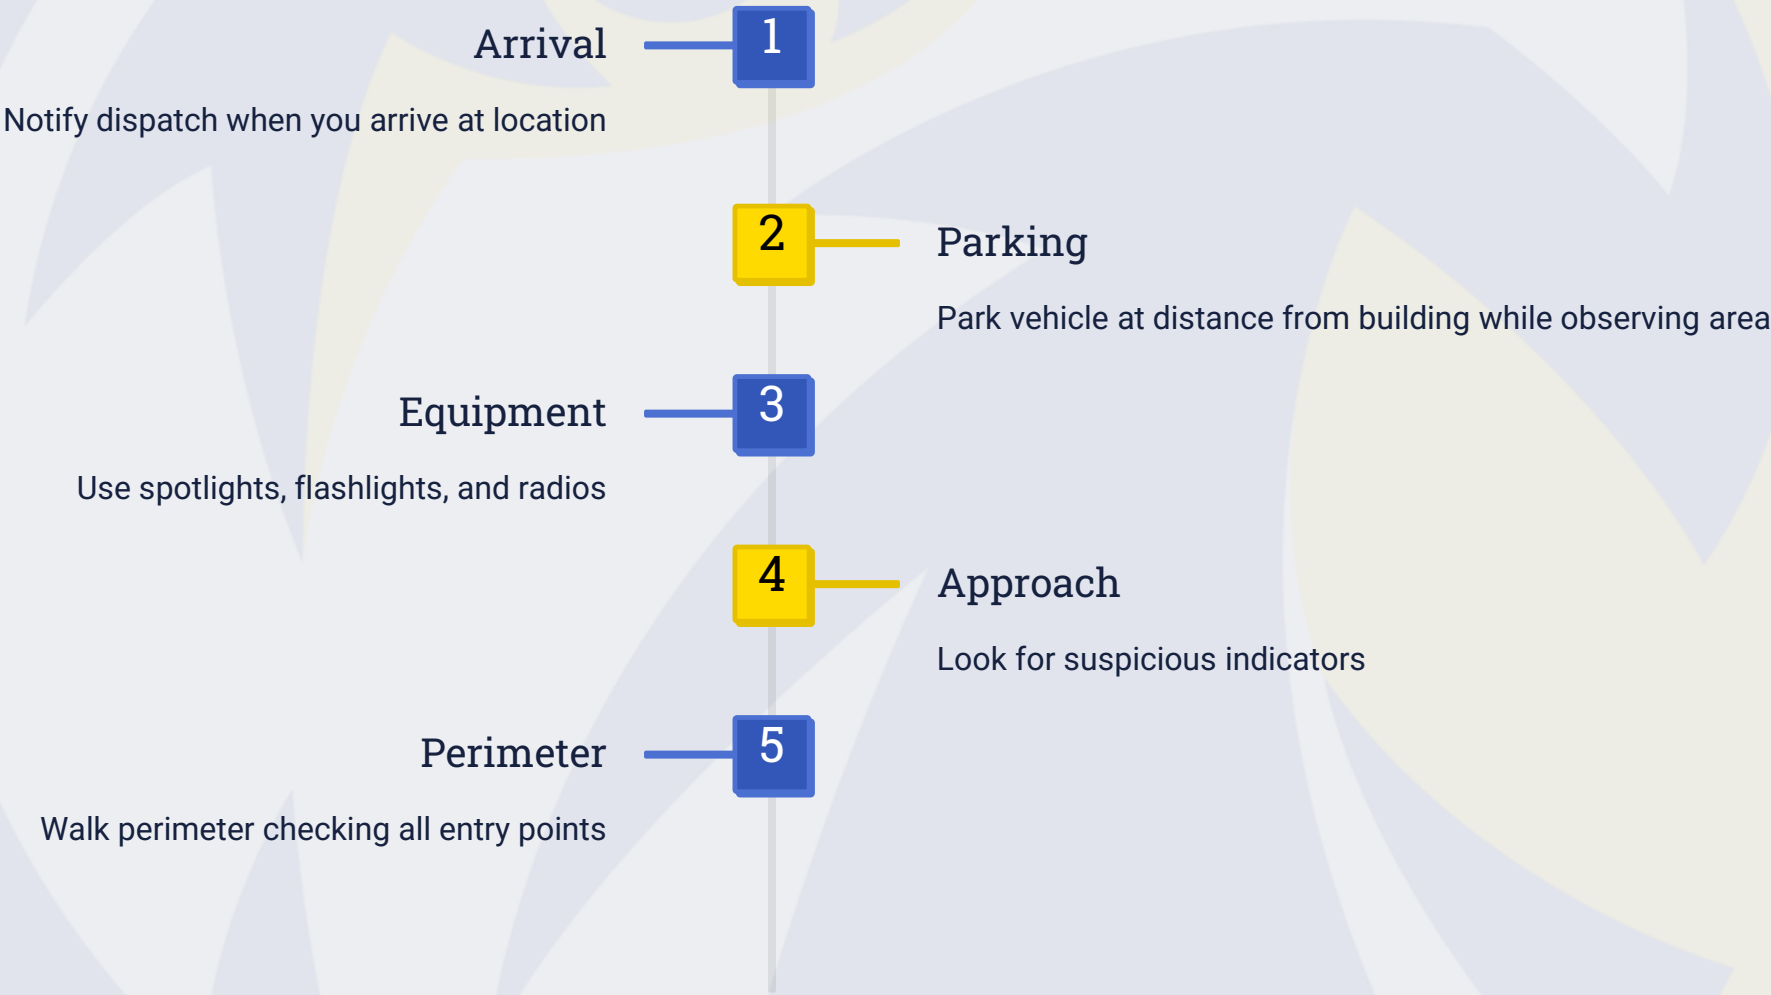 1
Arrival
Notify dispatch when you arrive at location
2
Parking
Park vehicle at distance from building while observing area
3
Equipment
Use spotlights, flashlights, and radios
4
Approach
Look for suspicious indicators
5
Perimeter
Walk perimeter checking all entry points